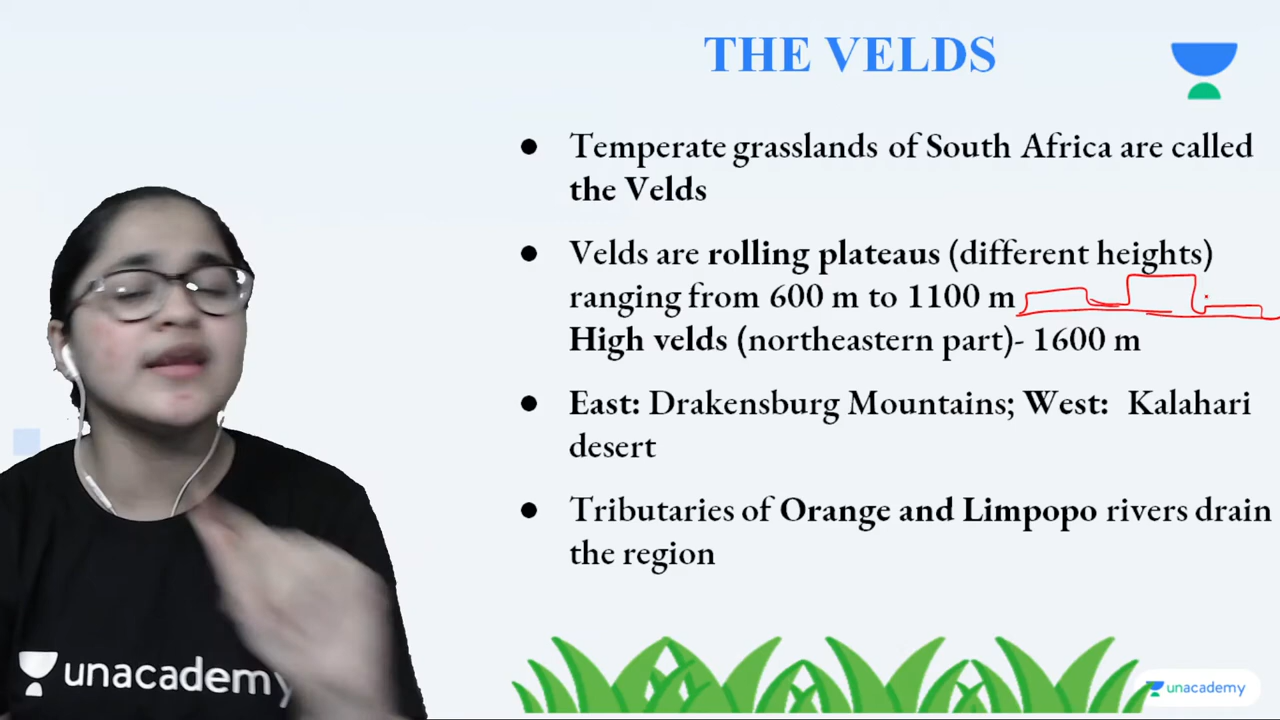 THE VELDS
● Temperate grasslands of South Africa are called
the Velds
● Velds are rolling plateaus (different heights)
ranging from 600 m to 1100 m
High velds (northeastern part)- 1600 m
● East: Drakensburg Mountains; West: Kalahari
desert
● Tributaries of Orange and Limpopo rivers drain
the region
unacademy
unacademy